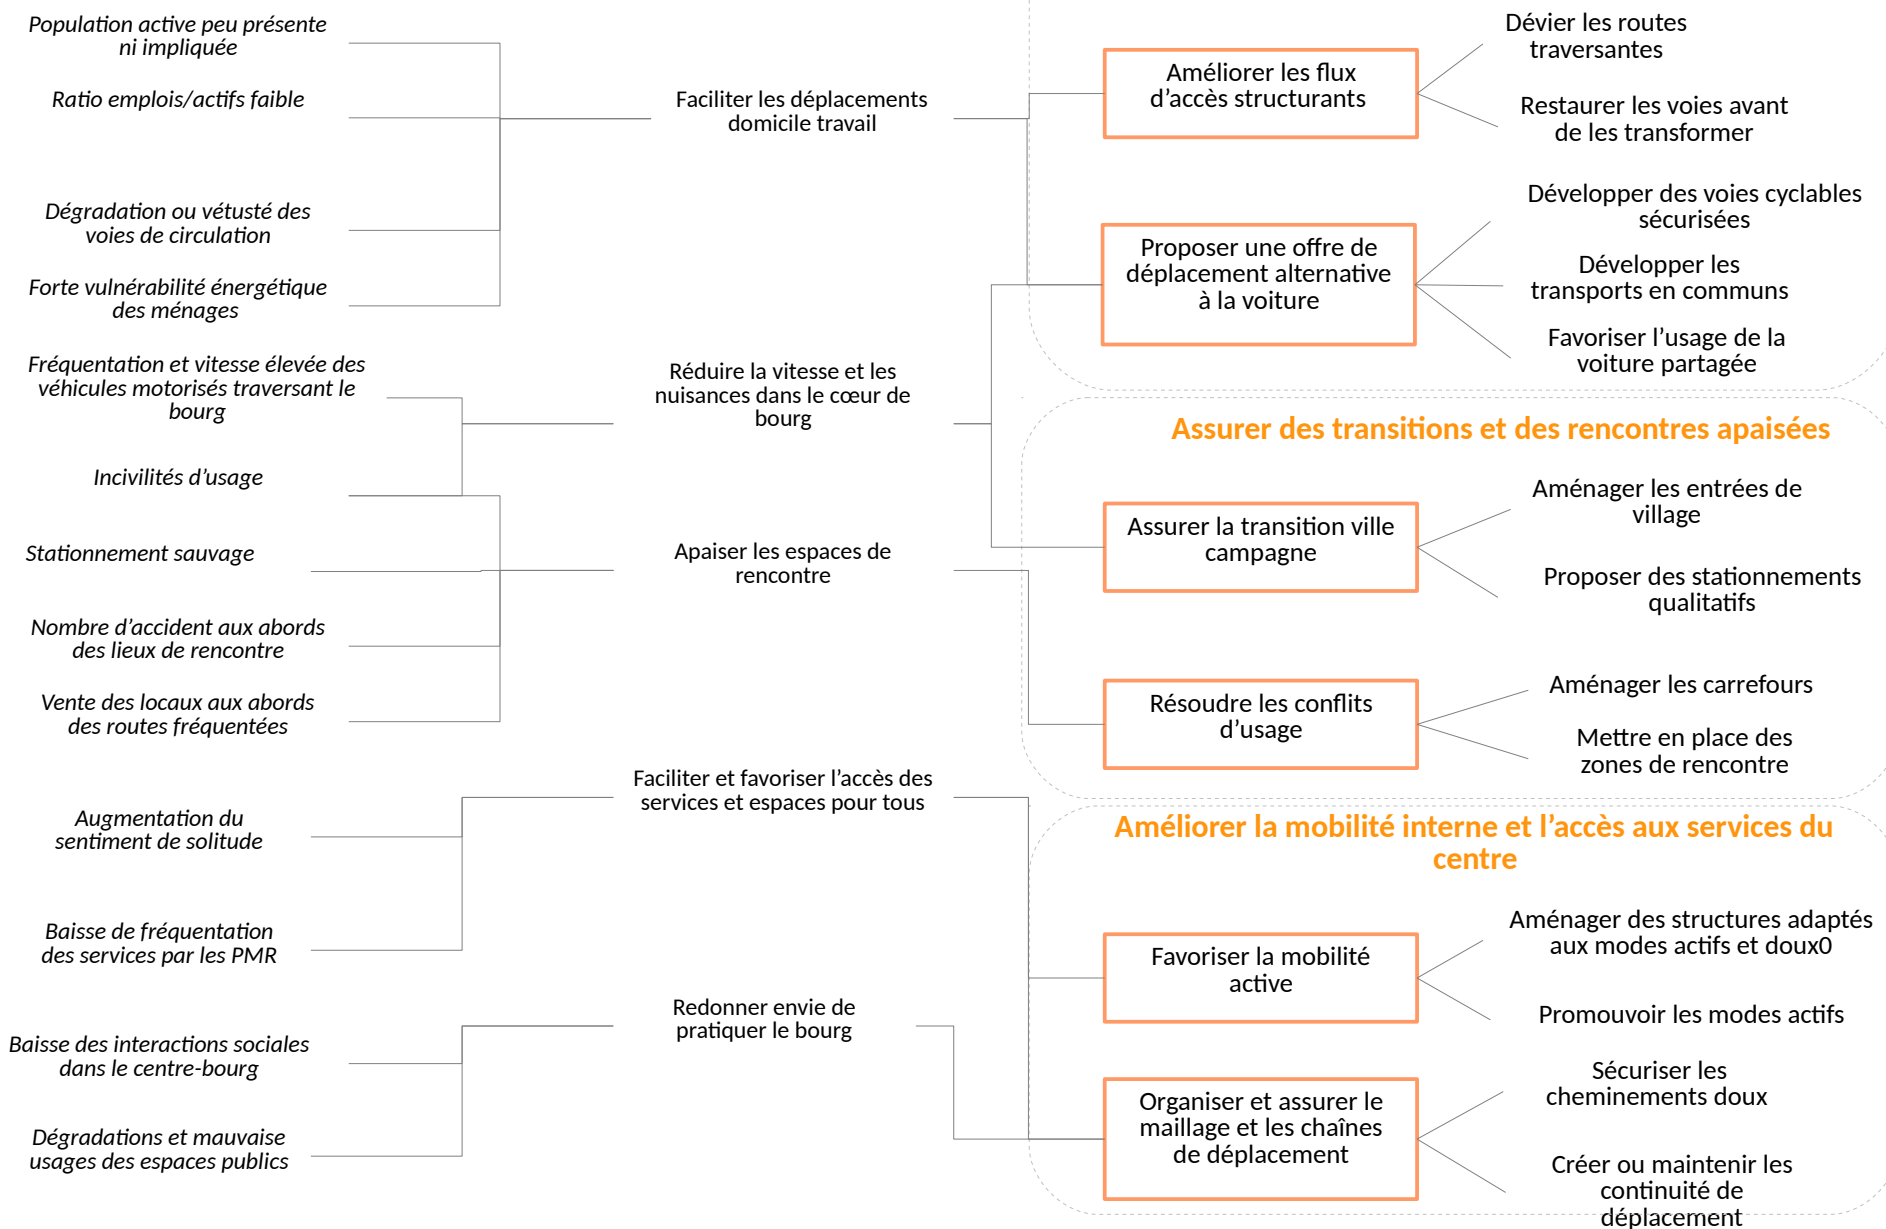 Population active peu présente
ni impliquée
Ratio emplois/actifs faible
Dégradation ou vétusté des
voies de circulation
Forte vulnérabilité énergétique
des ménages
Fréquentation et vitesse élevée des
véhicules motorisés traversant le
bourg
Incivilités d’usage
Stationnement sauvage
Nombre d’accident aux abords
des lieux de rencontre
Vente des locaux aux abords
des routes fréquentées
Augmentation du
sentiment de solitude
Baisse de fréquentation
des services par les PMR
Baisse des interactions sociales
dans le centre-bourg
Dégradations et mauvaise
usages des espaces publics
Faciliter les déplacements
domicile travail
Réduire la vitesse et les
nuisances dans le cœur de
bourg
Apaiser les espaces de
rencontre
Faciliter et favoriser l’accès des
services et espaces pour tous
Redonner envie de
pratiquer le bourg
Améliorer les flux
d’accès structurants
Dévier les routes
traversantes
Restaurer les voies avant
de les transformer
Proposer une offre de
déplacement alternative
à la voiture
Développer des voies cyclables
sécurisées
Développer les
transports en communs
Favoriser l’usage de la
voiture partagée
Assurer des transitions et des rencontres apaisées
Assurer la transition ville
campagne
Aménager les entrées de
village
Proposer des stationnements
qualitatifs
Résoudre les conflits
d’usage
Aménager les carrefours
Mettre en place des
zones de rencontre
Améliorer la mobilité interne et l’accès aux services du
centre
Favoriser la mobilité
active
Aménager des structures adaptés
aux modes actifs et doux0
Promouvoir les modes actifs
Organiser et assurer le
maillage et les chaînes
de déplacement
Sécuriser les
cheminements doux
Créer ou maintenir les
continuité de
déplacement